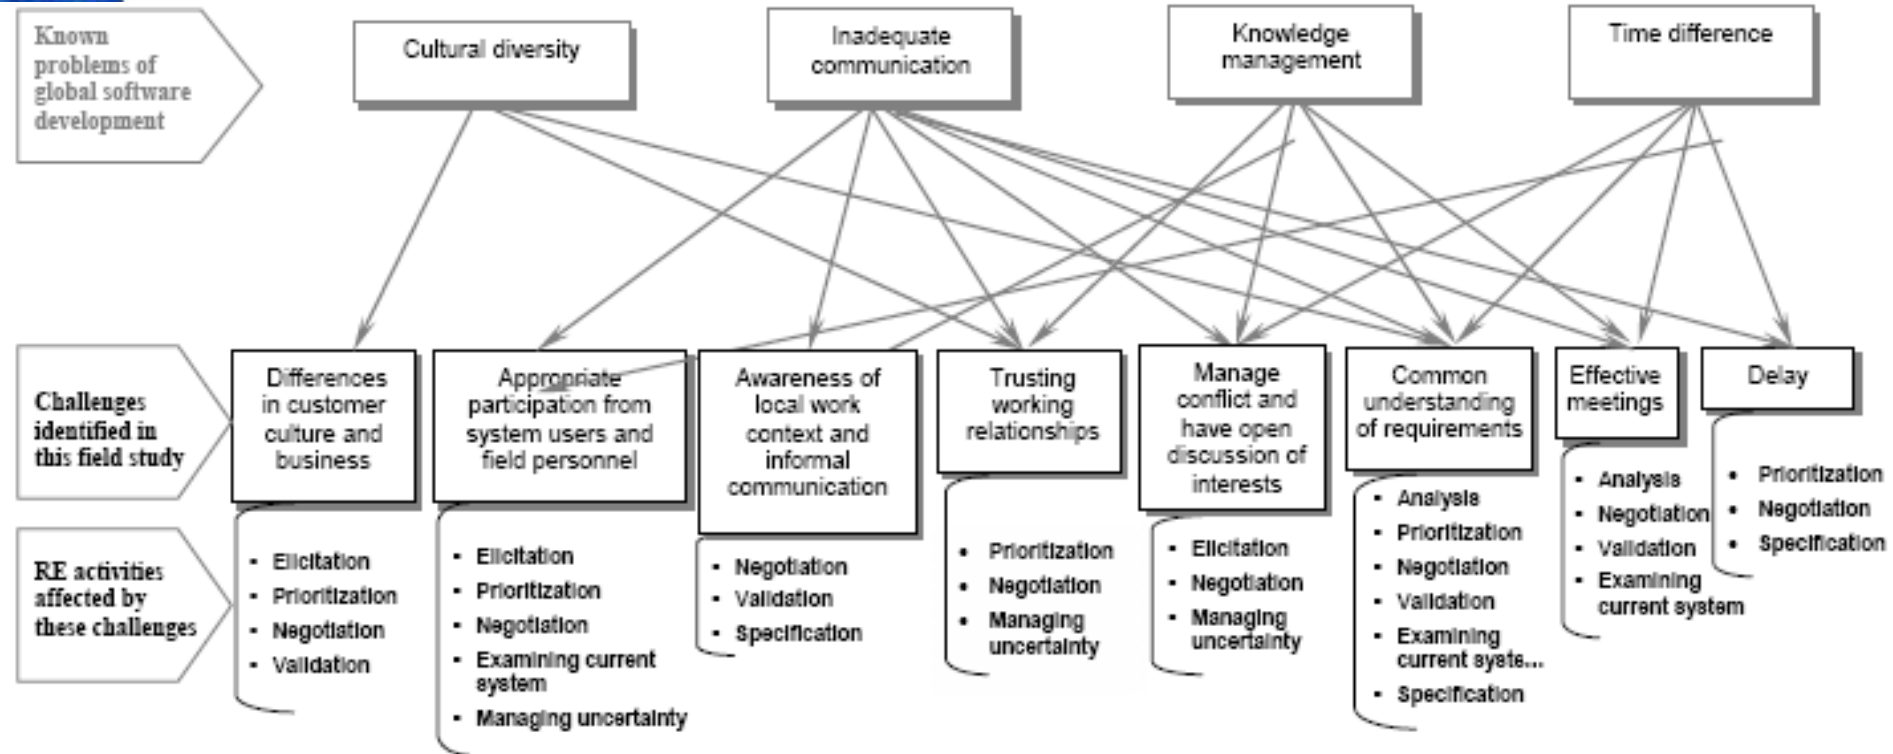 Known
problems of
global software
development
Cultural diversity
Inadequate
communication
Knowledge
management
Time difference
Challenges
identified in
this field study
Differences
in customer
culture and
business
Appropriate
participation from
system users and
field personnel
Awareness of
local work
context and
informal
communication
Trusting
working
relationships
Manage
conflict and
have open
discussion of
interests
Common
understanding
of requirements
Effective
meetings
Delay
RE activities
affected by
these challenges
▪ Elicitation
▪ Prioritization
▪ Negotiation
▪ Validation
▪ Elicitation
▪ Prioritization
▪ Negotiation
▪ Examining current
system
▪ Managing uncertainty
▪ Negotiation
▪ Validation
▪ Specification
• Prioritization
• Negotiation
• Managing
uncertainty
▪ Elicitation
▪ Negotiation
▪ Managing
uncertainty
▪ Analysis
▪ Prioritization
▪ Negotiation
▪ Validation
▪ Examining
current syste...
▪ Specification
▪ Analysis
▪ Negotiation
▪ Validation
▪ Examining
current system
• Prioritization
• Negotiation
• Specification